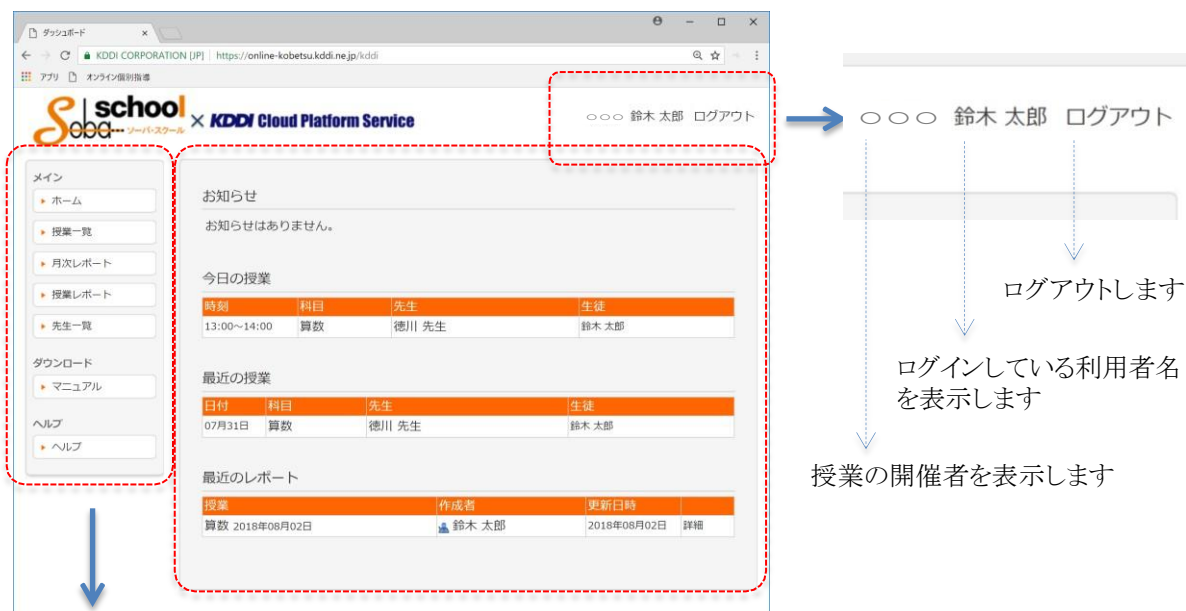 ダッシュボード
KDDI CORPORATION [JP] https://online-kobetsu.kddi.ne.jp/kddi
アプリ オンライン個別指導
Soba school ソーバ・スクール × KDDI Cloud Platform Service
○○○ 鈴木 太郎 ログアウト
メイン
ホーム
授業一覧
月次レポート
授業レポート
先生一覧
ダウンロード
マニュアル
ヘルプ
ヘルプ
お知らせ
お知らせはありません。
今日の授業
時刻 科目 先生 生徒
13:00～14:00 算数 徳川 先生 鈴木 太郎
最近の授業
日付 科目 先生 生徒
07月31日 算数 徳川 先生 鈴木 太郎
最近のレポート
授業 作成者 更新日時
算数 2018年08月02日 鈴木 太郎 2018年08月02日 詳細
○○○ 鈴木 太郎 ログアウト
ログアウトします
ログインしている利用者名
を表示します
授業の開催者を表示します